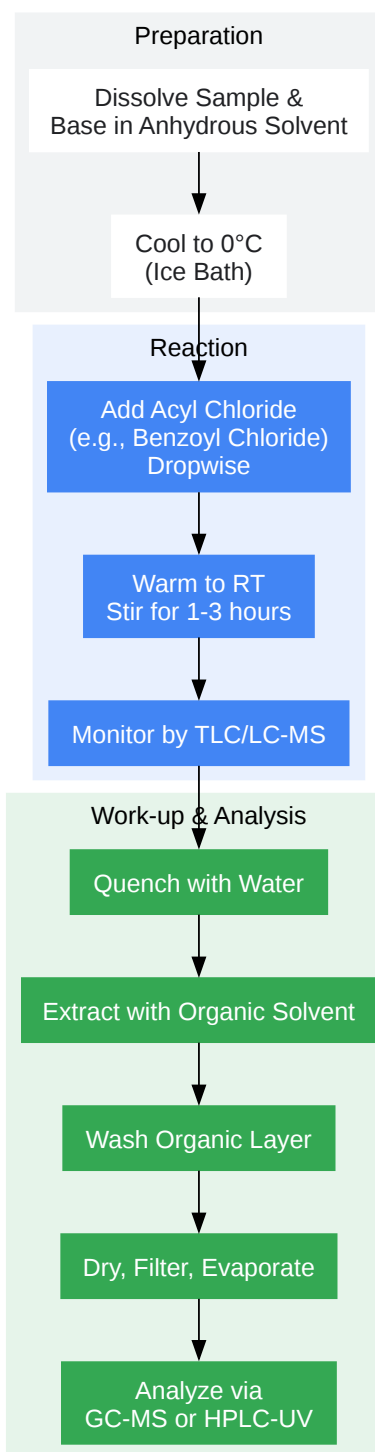 Preparation
Dissolve Sample &
Base in Anhydrous Solvent
Cool to 0°C
(Ice Bath)
Reaction
Add Acyl Chloride
(e.g., Benzoyl Chloride)
Dropwise
Warm to RT
Stir for 1-3 hours
Monitor by TLC/LC-MS
Work-up & Analysis
Quench with Water
Extract with Organic Solvent
Wash Organic Layer
Dry, Filter, Evaporate
Analyze via
GC-MS or HPLC-UV